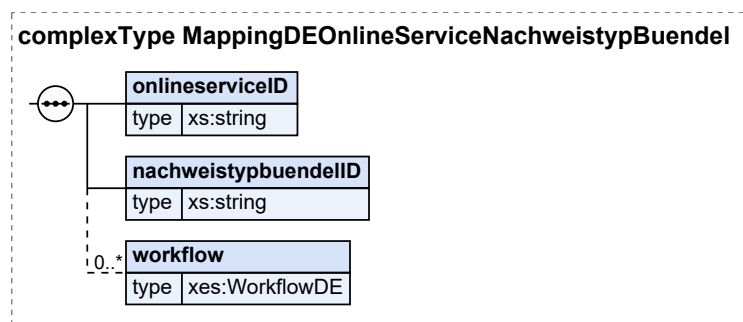 complexType MappingDEOnlineServiceNachweistypBuendel
onlineserviceID
type xs:string
nachweistypbuendelID
type xs:string
0..* workflow
type xes:WorkflowDE